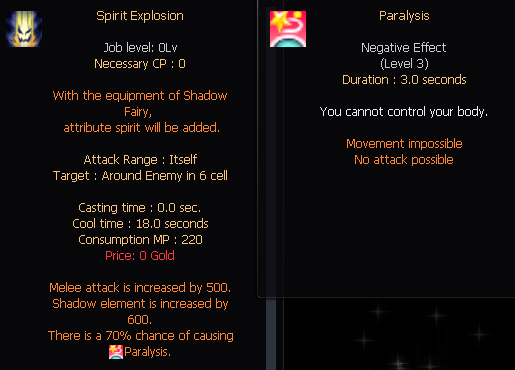 Spirit Explosion
Job level: 0Lv
Necessary CP : 0
With the equipment of Shadow
Fairy,
attribute spirit will be added.
Attack Range : Itself
Target : Around Enemy in 6 cell
Casting time : 0.0 sec.
Cool time : 18.0 seconds
Consumption MP : 220
Price: 0 Gold
Melee attack is increased by 500.
Shadow element is increased by
600.
There is a 70% chance of causing
Paralysis.
Paralysis
Negative Effect
(Level 3)
Duration : 3.0 seconds
You cannot control your body.
Movement impossible
No attack possible